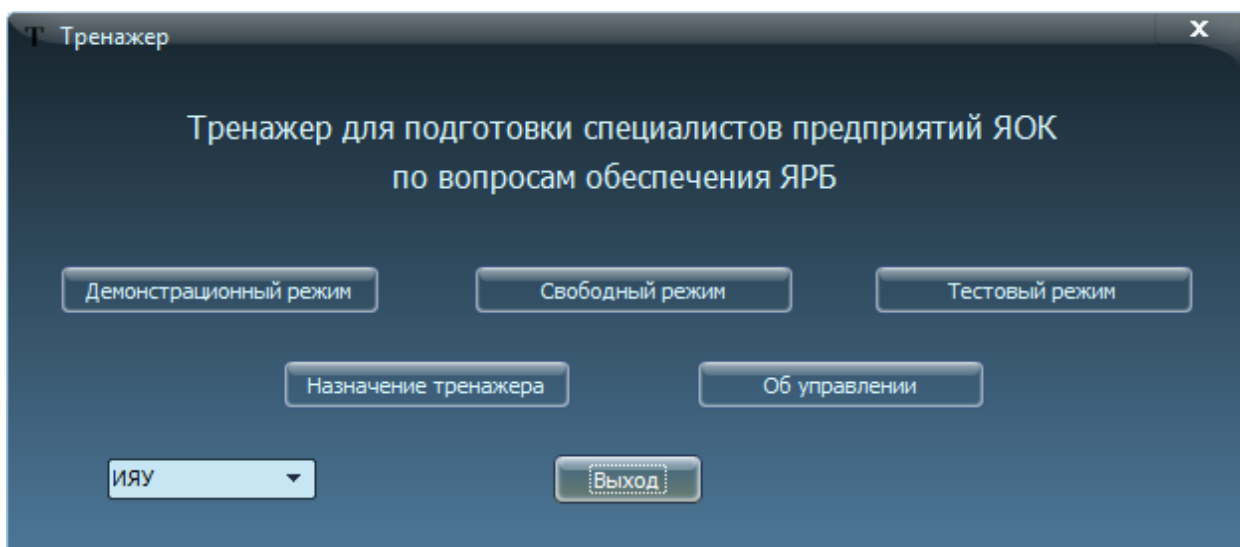 Т Тренажер x
Тренажер для подготовки специалистов предприятий ЯОК
по вопросам обеспечения ЯРБ
Демонстрационный режим Свободный режим Тестовый режим
Назначение тренажера Об управлении
ИЯУ Выход